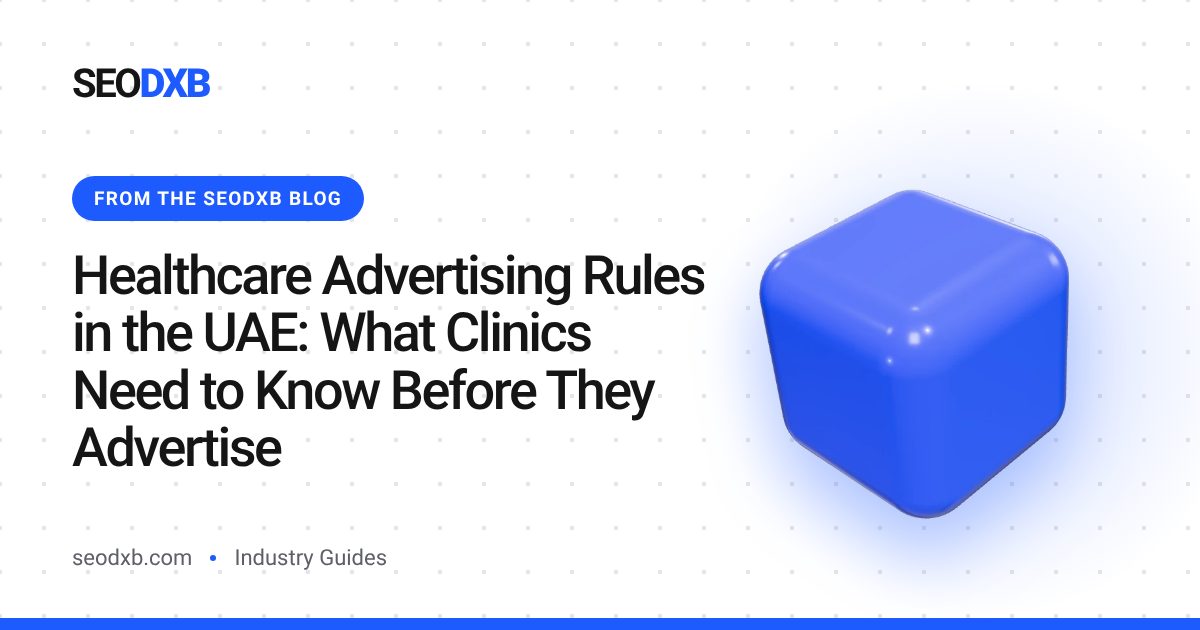 SEODXB
FROM THE SEODXB BLOG
Healthcare Advertising Rules
in the UAE: What Clinics
Need to Know Before They
Advertise
seodxb.com • Industry Guides